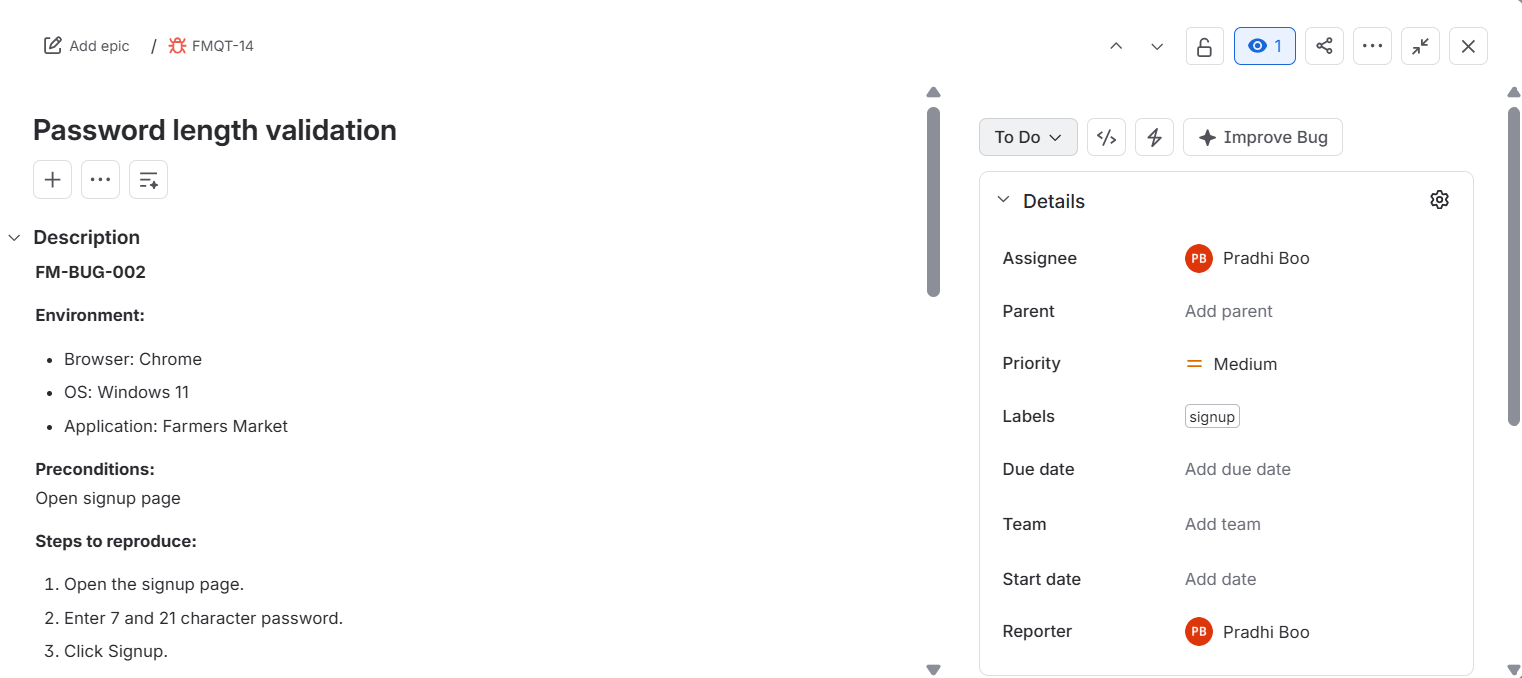 Add epic / FMQT-14
1
Password length validation
To Do
Improve Bug
Description
FM-BUG-002
Environment:
• Browser: Chrome
• OS: Windows 11
• Application: Farmers Market
Preconditions:
Open signup page
Steps to reproduce:
1. Open the signup page.
2. Enter 7 and 21 character password.
3. Click Signup.
Details
Assignee PB Pradhi Boo
Parent Add parent
Priority Medium
Labels signup
Due date Add due date
Team Add team
Start date Add date
Reporter PB Pradhi Boo